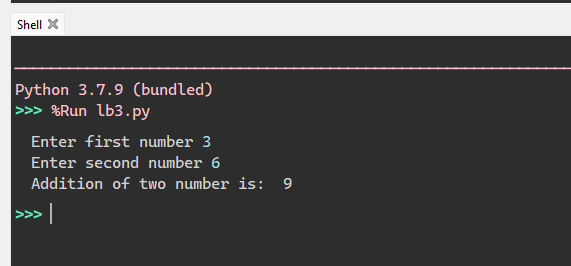 Shell
Python 3.7.9 (bundled)
>>> %Run lb3.py
Enter first number 3
Enter second number 6
Addition of two number is:  9
>>>